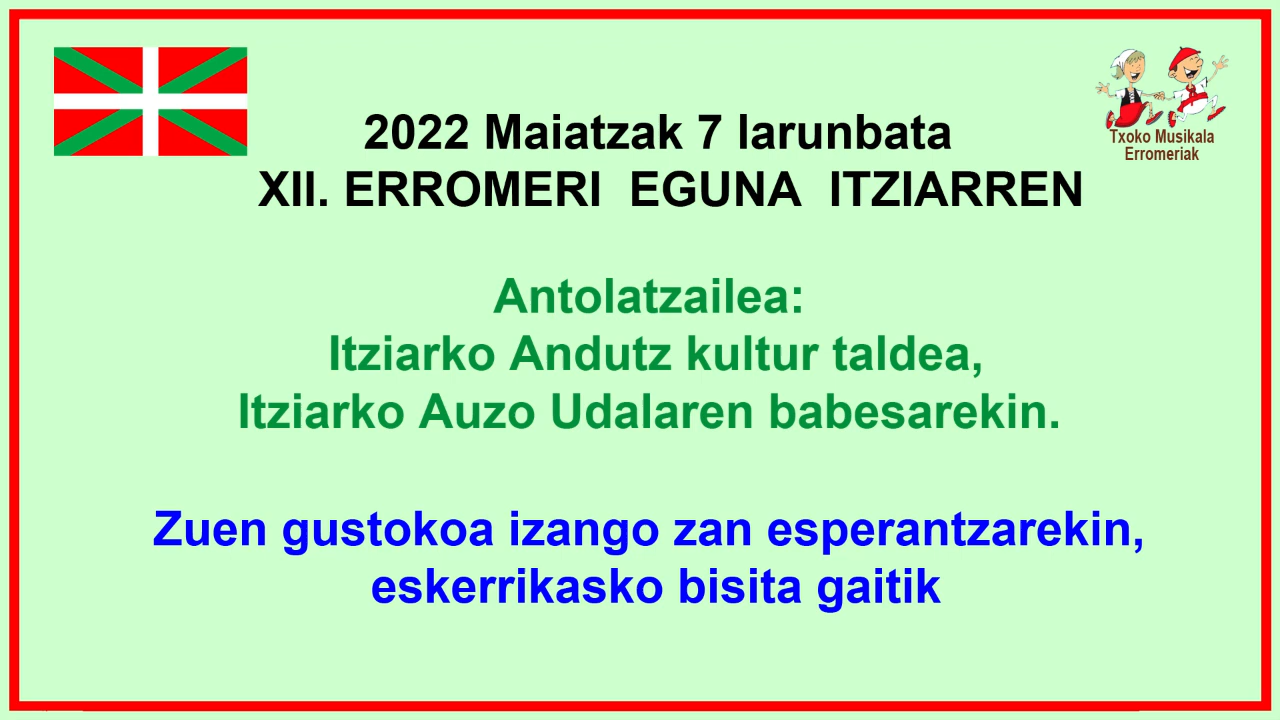 2022 Maiatzak 7 larunbata
XII. ERROMERI EGUNA ITZIARREN
Txoko Musikala
Erromeriak
Antolatzailea:
Itziarko Andutz kultur taldea,
Itziarko Auzo Udalaren babesarekin.
Zuen gustokoa izango zan esperantzarekin,
eskerrikasko bisita gaitik